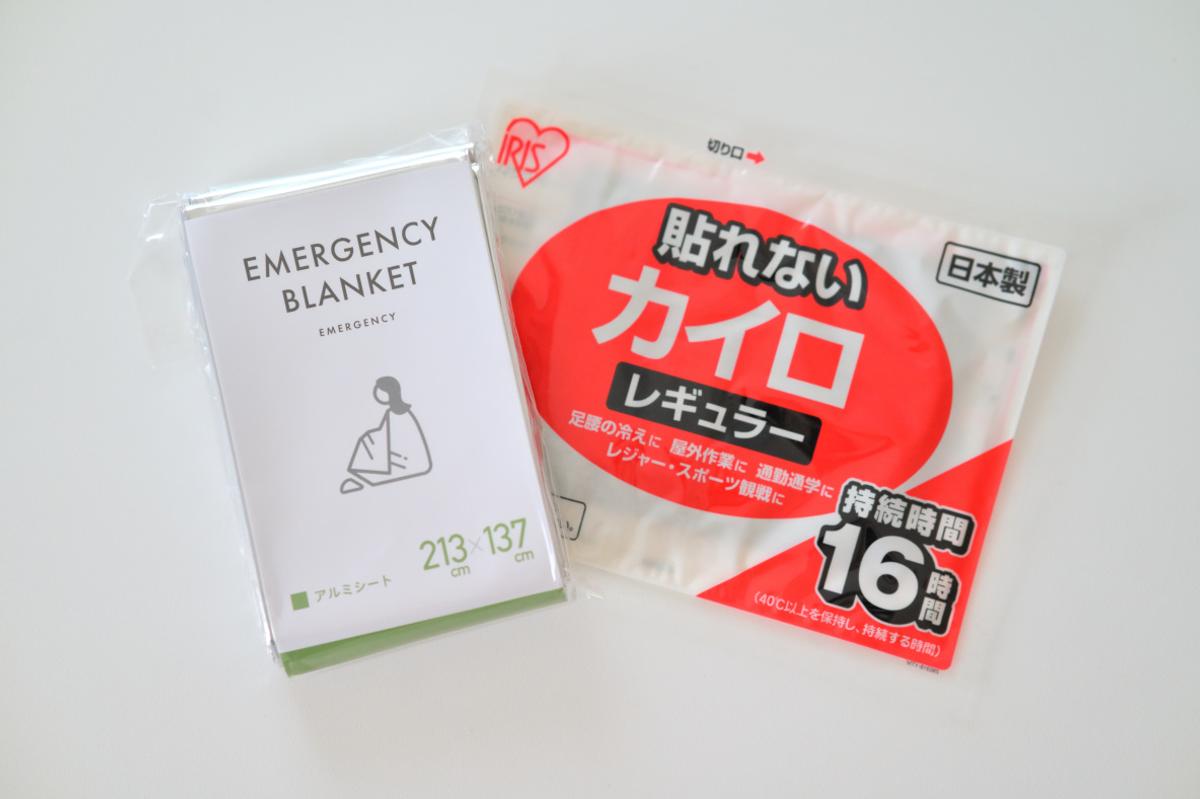 EMERGENCY
BLANKET
EMERGENCY
213cm×137cm
アルミシート
IRIS
切り口
日本製
貼れない
カイロ
レギュラー
足腰の冷えに 屋外作業に 通勤通学に
レジャー・スポーツ観戦に
持続時間
16時間
(40℃以上を保持し、持続する時間)